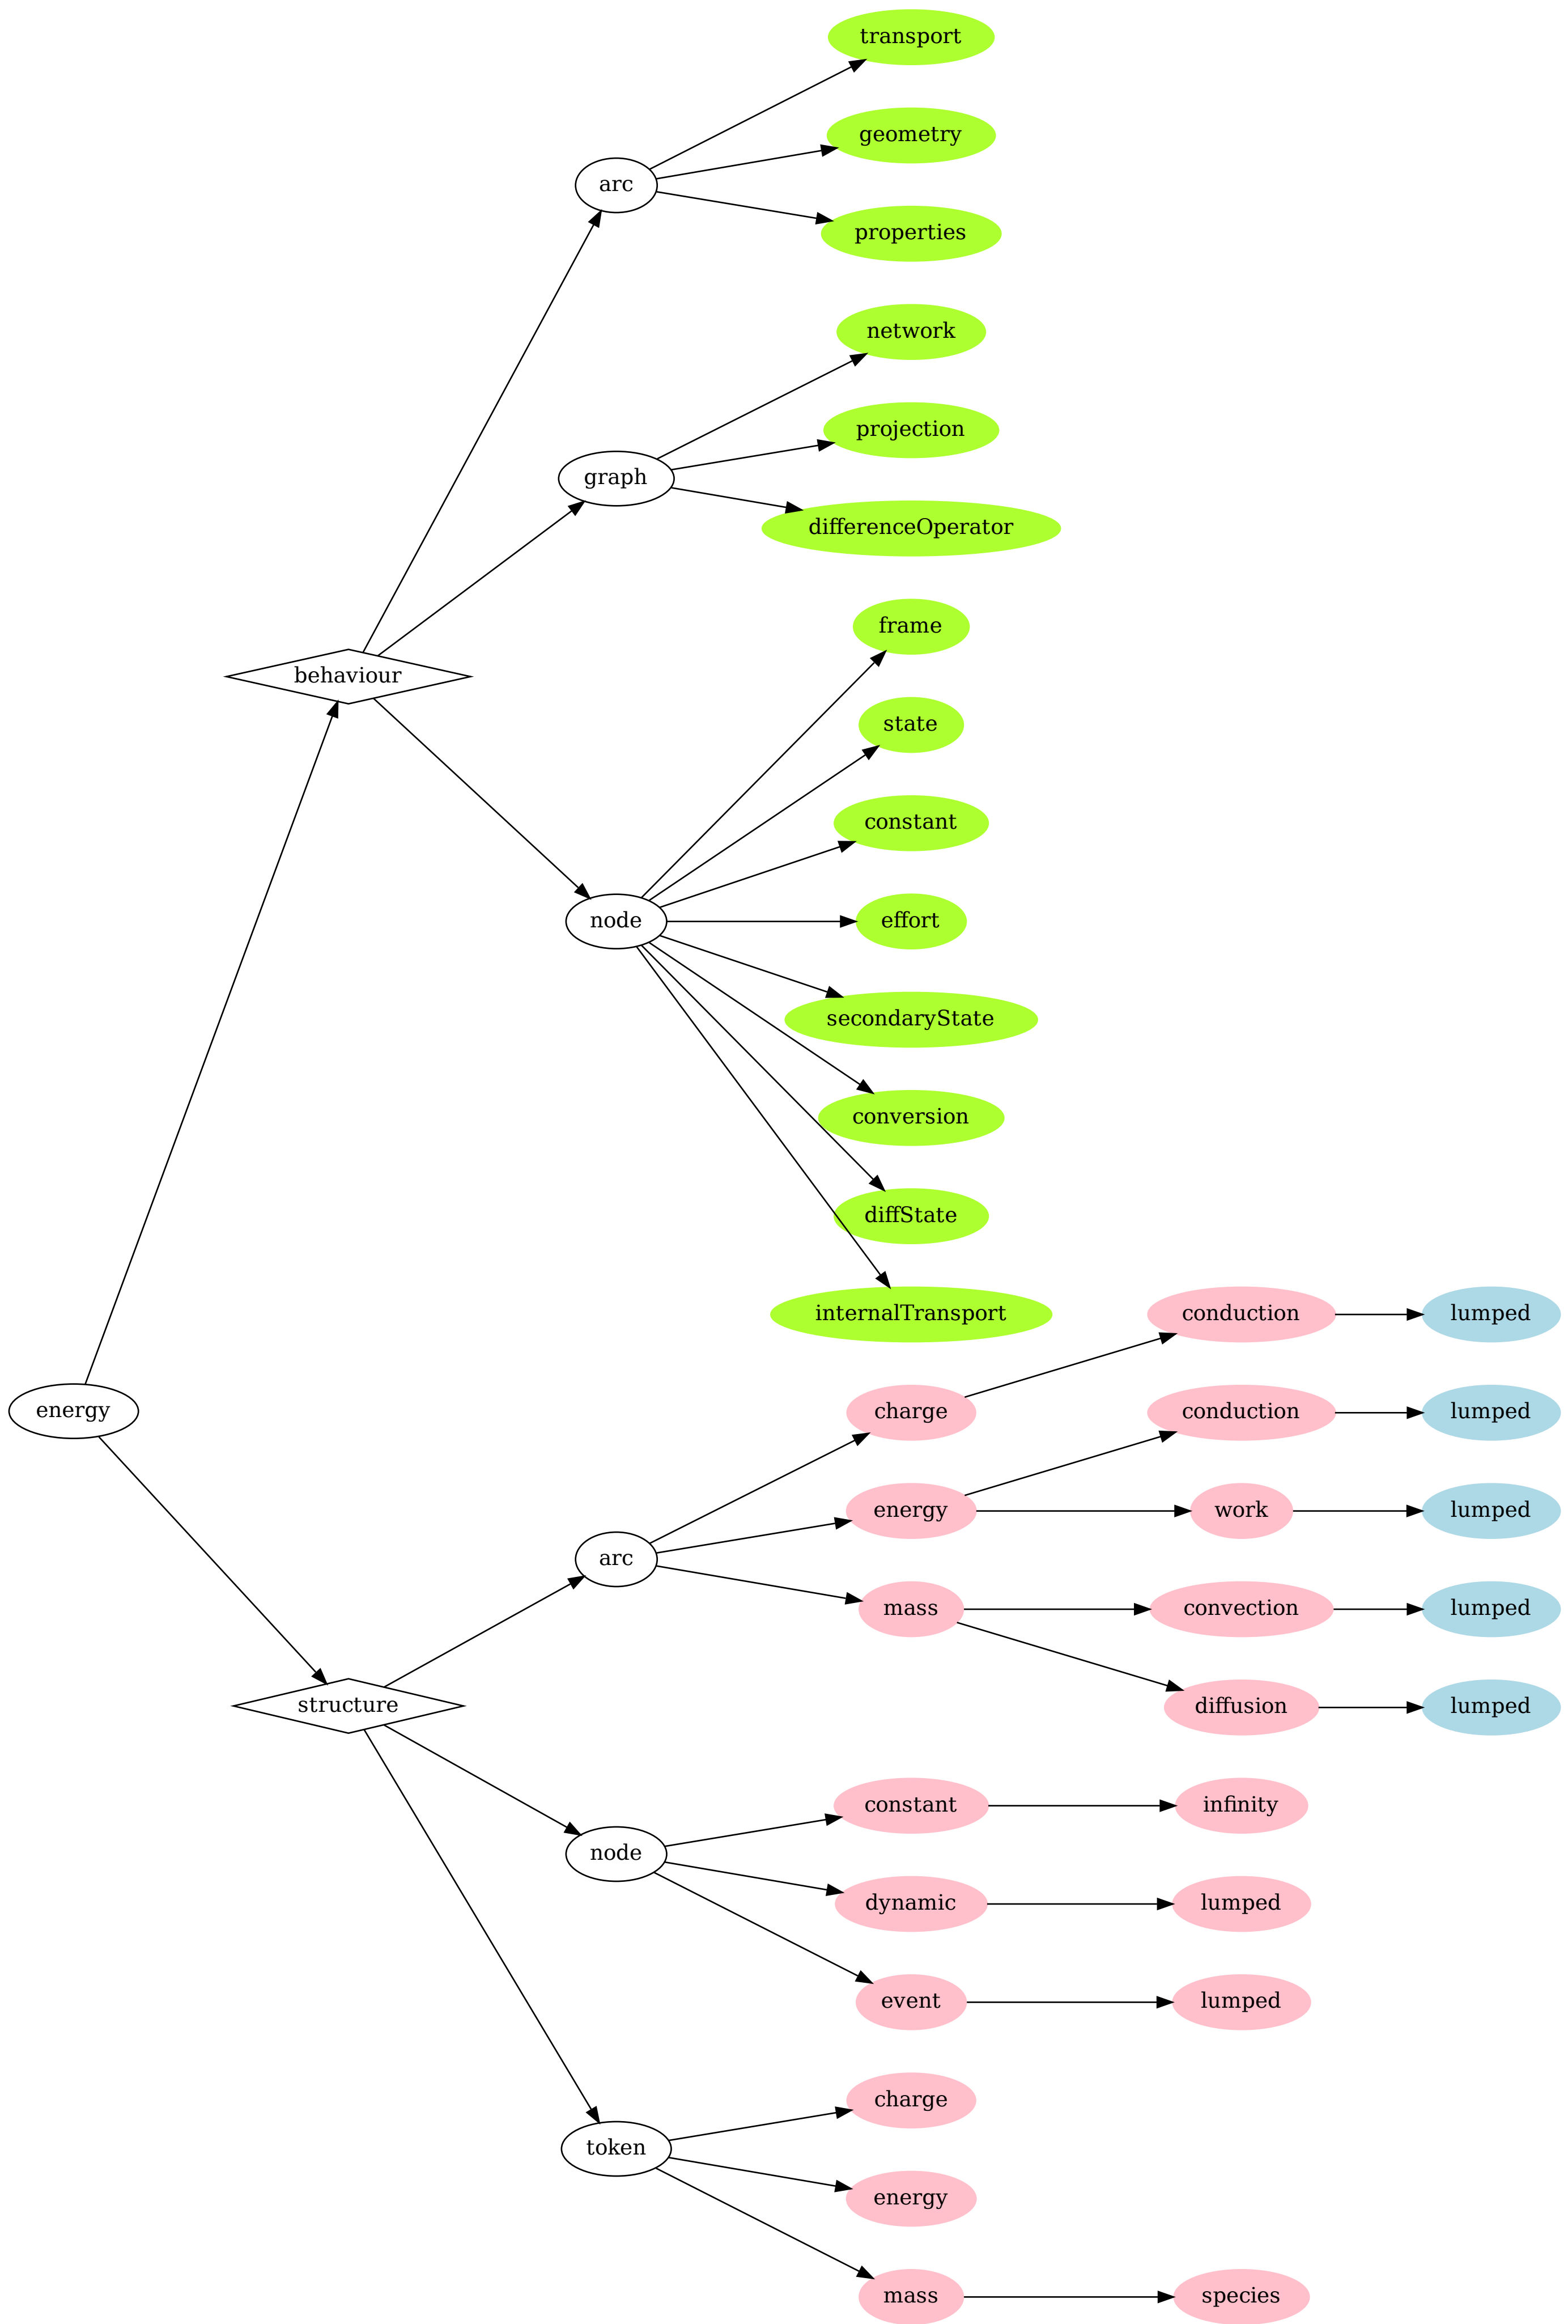 transport
geometry
arc
properties
network
projection
graph
differenceOperator
frame
behaviour
state
constant
node
effort
secondaryState
conversion
diffState
internalTransport
conduction
lumped
energy
charge
conduction
lumped
energy
work
lumped
arc
mass
convection
lumped
structure
diffusion
lumped
constant
infinity
node
dynamic
lumped
event
lumped
charge
token
energy
mass
species